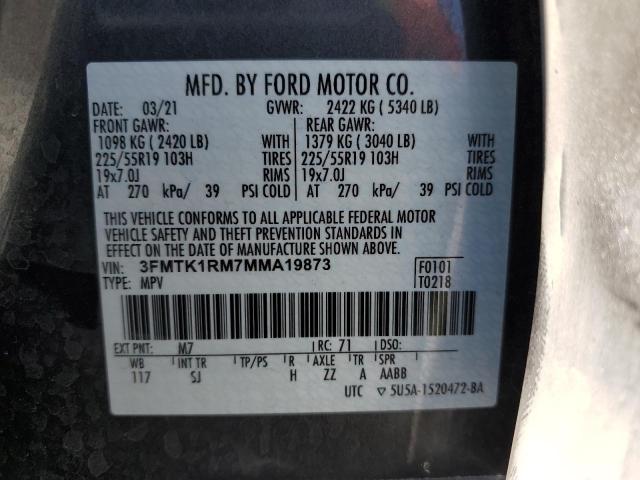 MFD. BY FORD MOTOR CO.
DATE: 03/21 GVWR: 2422 KG ( 5340 LB)
FRONT GAWR: REAR GAWR:
1098 KG ( 2420 LB) WITH 1379 KG ( 3040 LB) WITH
225/55R19 103H TIRES 225/55R19 103H TIRES
19x7.0J RIMS 19x7.0J RIMS
AT 270 kPa/ 39 PSI COLD AT 270 kPa/ 39 PSI COLD
THIS VEHICLE CONFORMS TO ALL APPLICABLE FEDERAL MOTOR
VEHICLE SAFETY AND THEFT PREVENTION STANDARDS IN
EFFECT ON THE DATE OF MANUFACTURE SHOWN ABOVE.
VIN: 3FMTK1RM7MMA19873 F0101
TYPE: MPV T0218
EXT PNT: M7 RC: 71 DSO:
WB INT TR TP/PS R AXLE TR SPR
117 SJ H ZZ A AABB
UTC ▽ 5U5A-1520472-BA